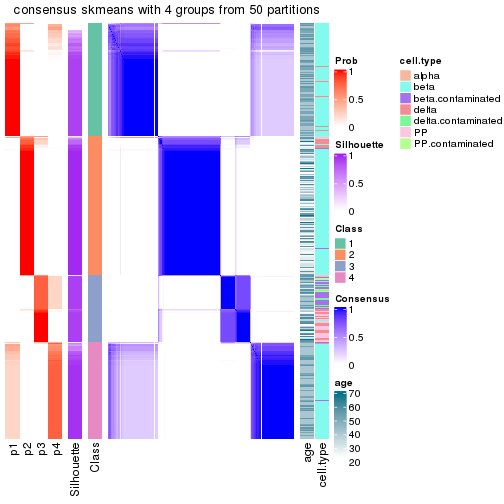 consensus skmeans with 4 groups from 50 partitions
Prob
1
0.5
0
Silhouette
1
0.5
0
Class
1
2
3
4
Consensus
1
0.5
0
age
70
60
50
40
30
20
cell.type
alpha
beta
beta.contaminated
delta
delta.contaminated
PP
PP.contaminated
p1
p2
p3
p4
Silhouette
Class
age
cell.type